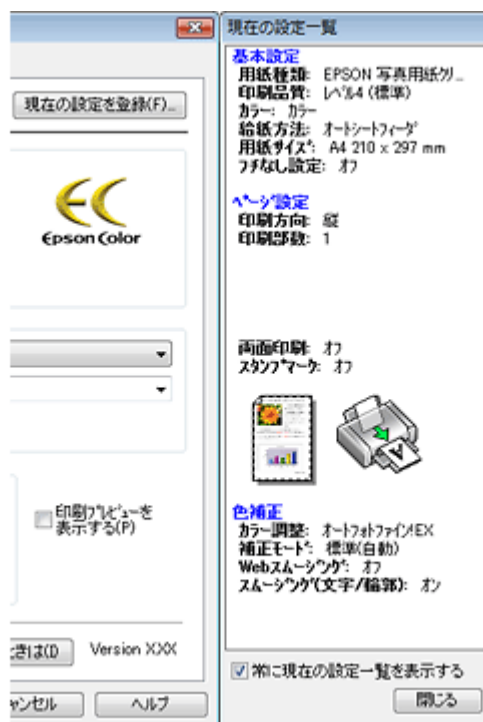 現在の設定を登録(F)...
EC
Epson Color
印刷プレビューを
表示する(P)
きは(I)
Version X.XX
ャンセル
ヘルプ
現在の設定一覧
基本設定
用紙種類: EPSON 写真用紙クリ...
印刷品質: レベル4 (標準)
カラー: カラー
給紙方法: オートシートフィーダ
用紙サイズ: A4 210 x 297 mm
フチなし設定: オフ
ページ設定
印刷方向: 縦
印刷部数: 1
両面印刷: オフ
スタンプマーク: オフ
A
色補正
カラー調整: オートフォトファイン!EX
補正モード: 標準(自動)
Webスムージング: オフ
スムージング(文字/輪郭): オン
常に現在の設定一覧を表示する
閉じる